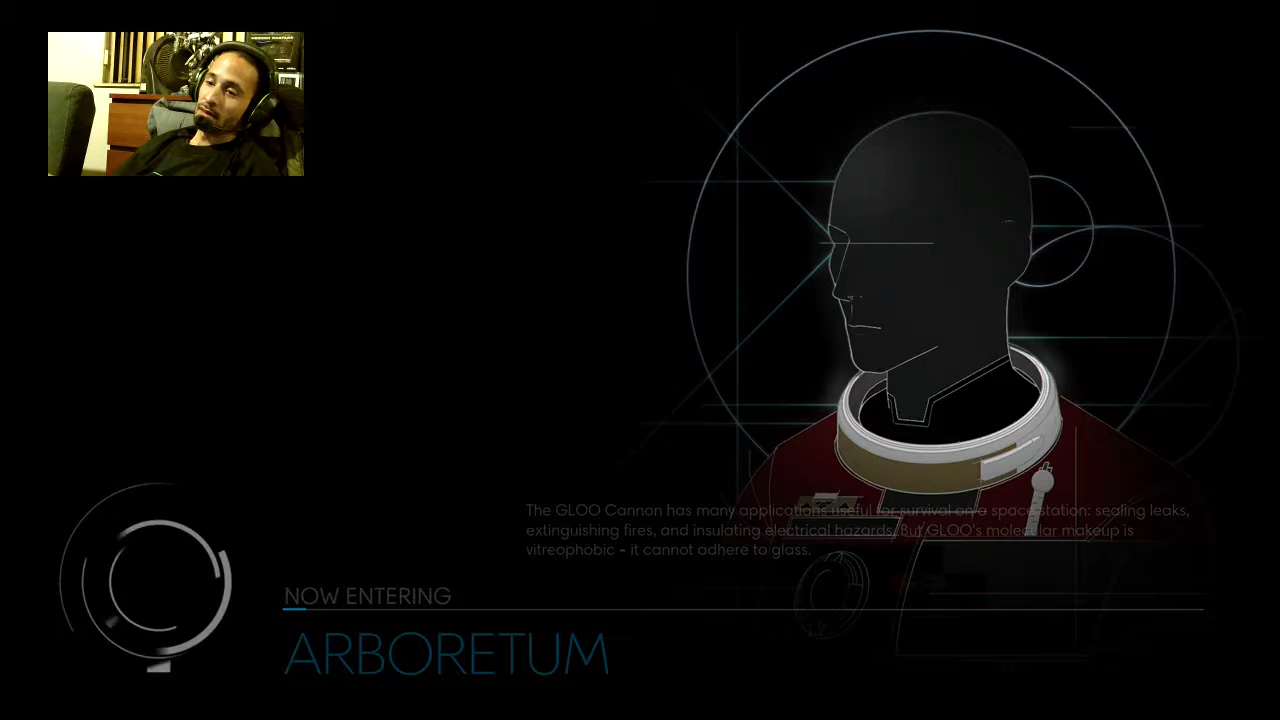 The GLOO Cannon has many applications useful for survival on a space station: sealing leaks,
extinguishing fires, and insulating electrical hazards. But GLOO's molecular makeup is
vitreophobic - it cannot adhere to glass.
NOW ENTERING
ARBORETUM